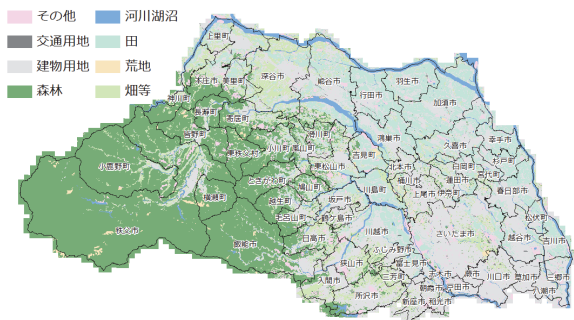 その他 河川湖沼
交通用地 田
建物用地 荒地
森林 畑等
上里町
本庄市 美里町 深谷市 熊谷市 羽生市
神川町 行田市 加須市
長瀞町 寄居町
皆野町 滑川町 鴻巣市 久喜市 幸手市
東秩父村 小川町 嵐山町 吉見町 杉戸町
小鹿野町 東松山市 北本市 白岡町 宮代町
ときがわ町 鳩山町 桶川市 蓮田市
横瀬町 越生町 川島町 上尾市 伊奈町 春日部市
毛呂山町 坂戸市 鶴ヶ島市 松伏町
秩父市 日高市 川越市 さいたま市 越谷市 吉川市
飯能市 ふじみ野市
狭山市 富士見市
入間市 三芳町 志木市 蕨市 川口市 草加市 三郷市
所沢市 朝霞市 戸田市 八潮市
新座市 和光市